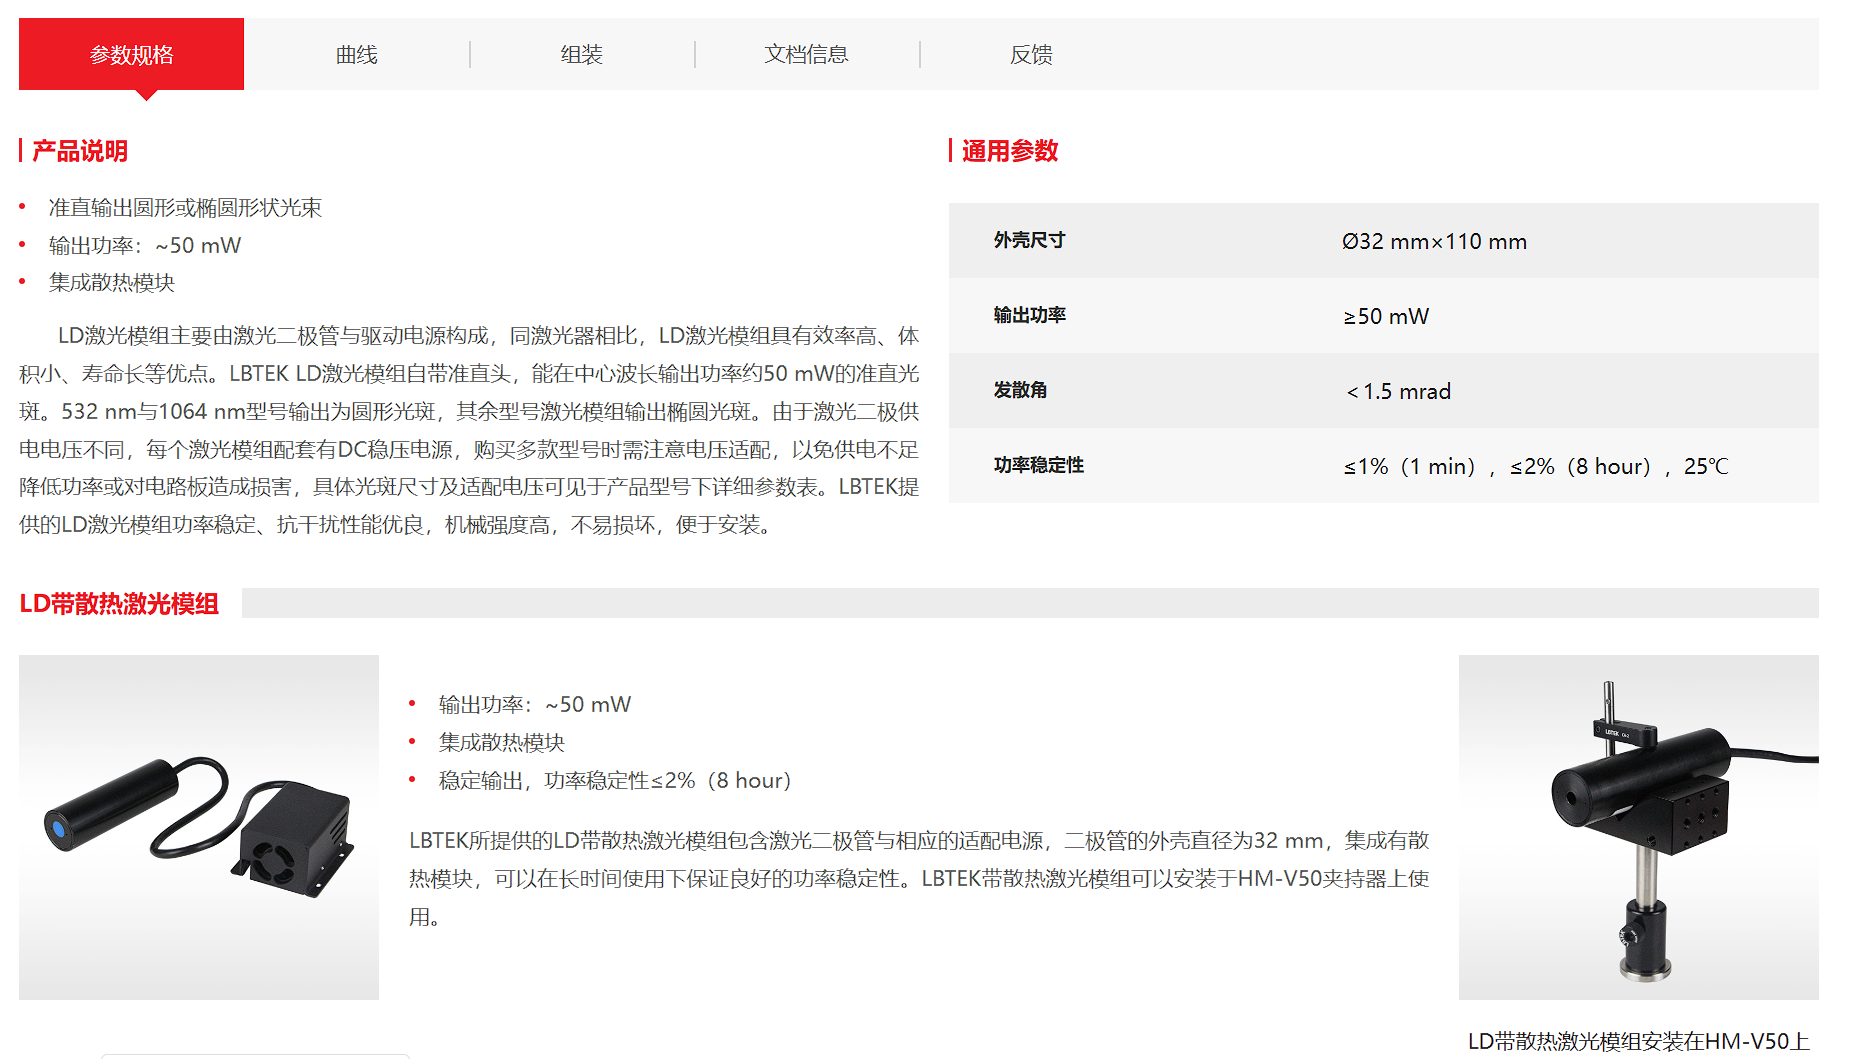 参数规格
曲线
组装
文档信息
反馈
产品说明
准直输出圆形或椭圆形状光束
输出功率：~50 mW
集成散热模块
LD激光模组主要由激光二极管与驱动电源构成，同激光器相比，LD激光模组具有效率高、体
积小、寿命长等优点。LBTEK LD激光模组自带准直头，能在中心波长输出功率约50 mW的准直光
斑。532 nm与1064 nm型号输出为圆形光斑，其余型号激光模组输出椭圆光斑。由于激光二极供
电电压不同，每个激光模组配套有DC稳压电源，购买多款型号时需注意电压适配，以免供电不足
降低功率或对电路板造成损害，具体光斑尺寸及适配电压可见于产品型号下详细参数表。LBTEK提
供的LD激光模组功率稳定、抗干扰性能优良，机械强度高，不易损坏，便于安装。
通用参数
外壳尺寸 Ø32 mm×110 mm
输出功率 ≥50 mW
发散角 ＜1.5 mrad
功率稳定性 ≤1%（1 min），≤2%（8 hour），25℃
LD带散热激光模组
输出功率：~50 mW
集成散热模块
稳定输出，功率稳定性≤2%（8 hour）
LBTEK所提供的LD带散热激光模组包含激光二极管与相应的适配电源，二极管的外壳直径为32 mm，集成有散
热模块，可以在长时间使用下保证良好的功率稳定性。LBTEK带散热激光模组可以安装于HM-V50夹持器上使
用。
LBTEK
LD带散热激光模组安装在HM-V50上